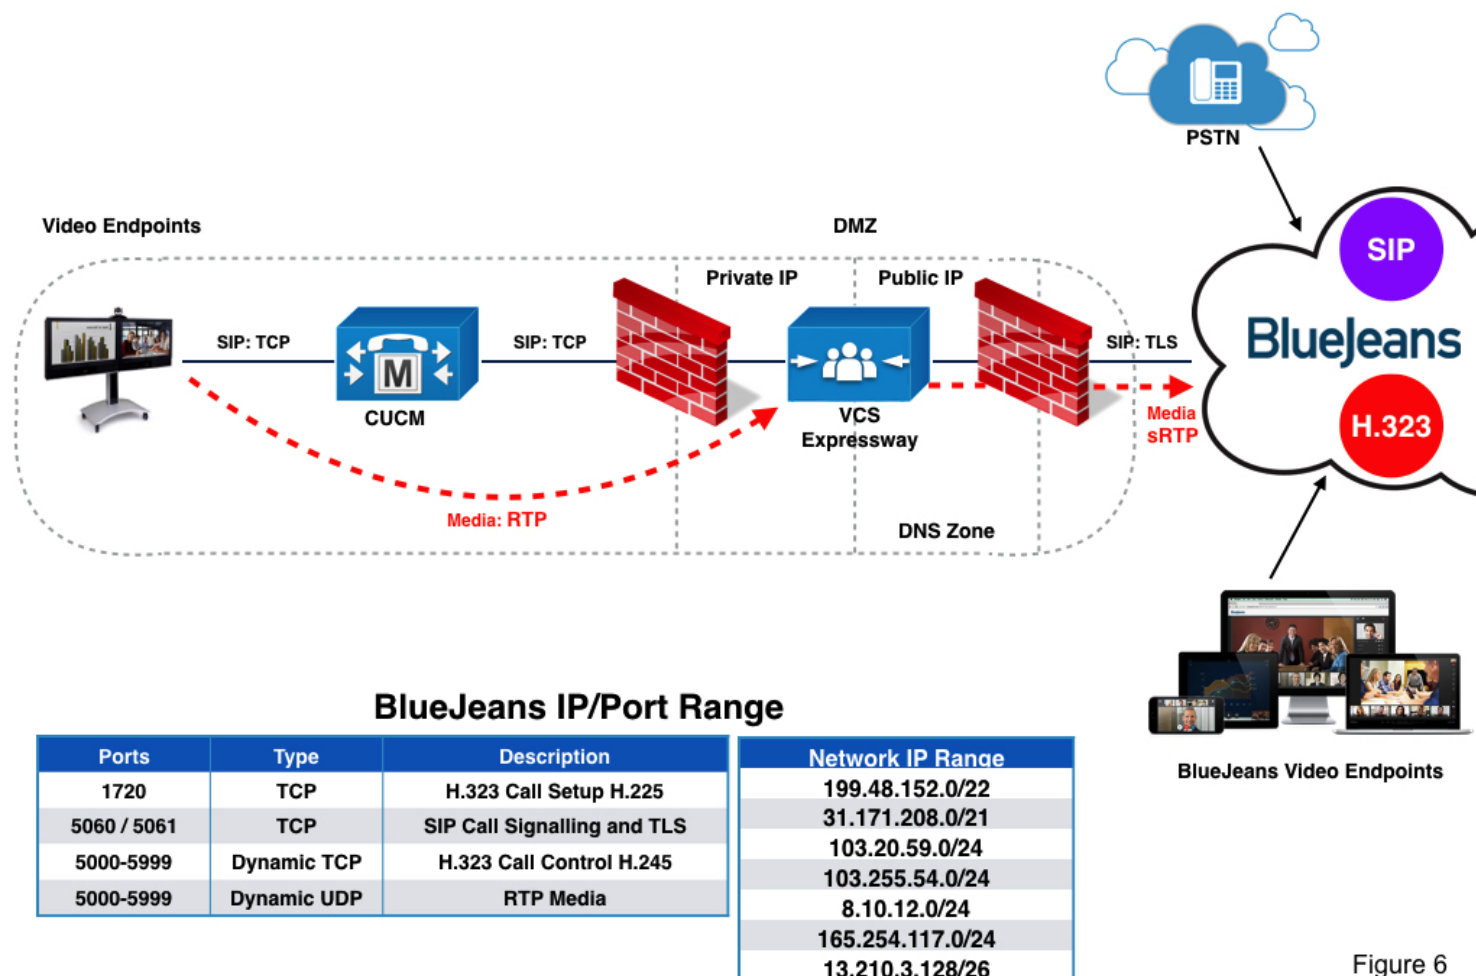 PSTN
Video Endpoints
DMZ
Private IP
Public IP
SIP
SIP: TCP
SIP: TCP
SIP: TLS
BlueJeans
M
CUCM
VCS
Expressway
Media
sRTP
H.323
Media: RTP
DNS Zone
BlueJeans Video Endpoints
BlueJeans IP/Port Range
Ports Type Description
1720 TCP H.323 Call Setup H.225
5060 / 5061 TCP SIP Call Signalling and TLS
5000-5999 Dynamic TCP H.323 Call Control H.245
5000-5999 Dynamic UDP RTP Media
Network IP Range
199.48.152.0/22
31.171.208.0/21
103.20.59.0/24
103.255.54.0/24
8.10.12.0/24
165.254.117.0/24
13.210.3.128/26
Figure 6